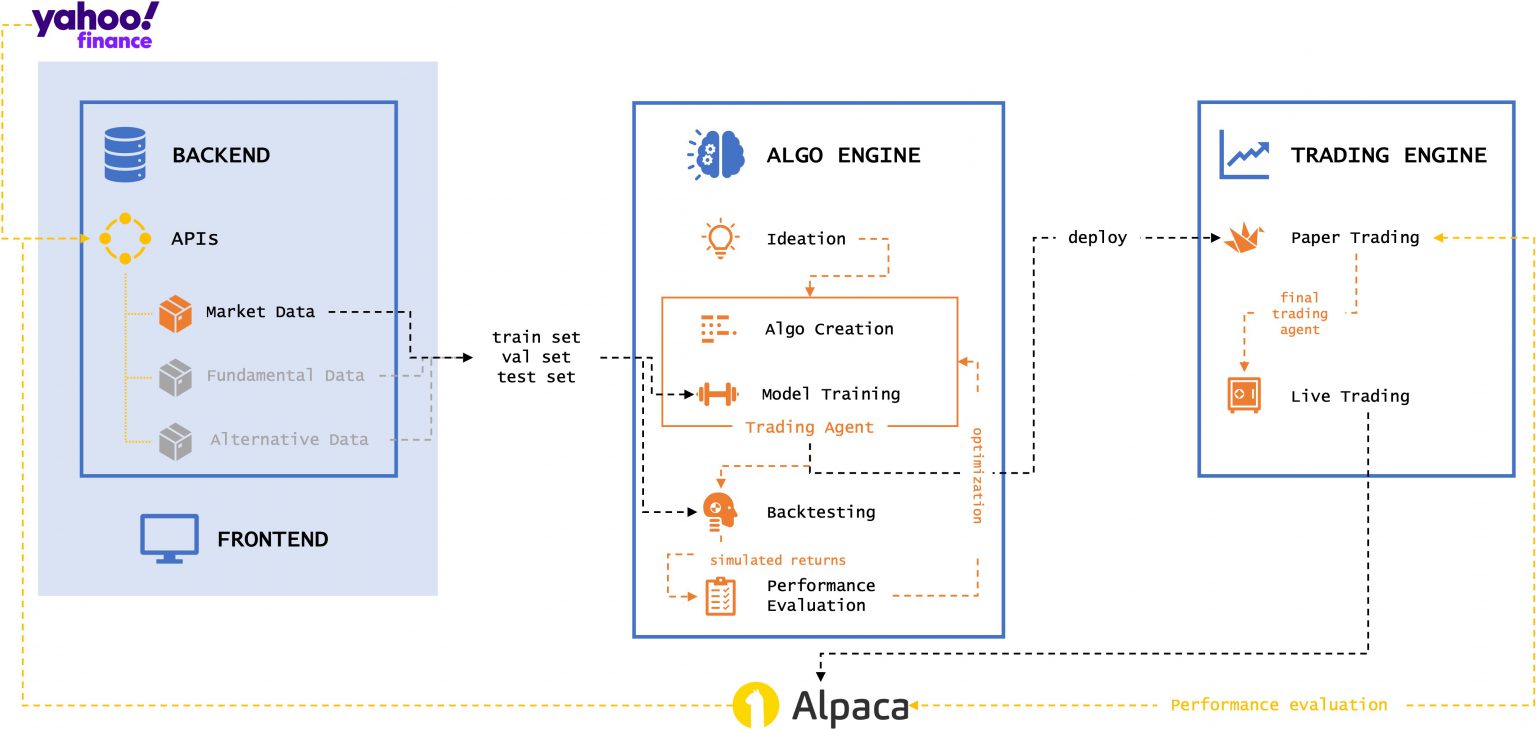 yahoo!
finance
BACKEND
APIs
Market Data
Fundamental Data
Alternative Data
FRONTEND
train set
val set
test set
ALGO ENGINE
Ideation
Algo Creation
Model Training
Trading Agent
optimization
Backtesting
simulated returns
Performance
Evaluation
deploy
TRADING ENGINE
Paper Trading
final
trading
agent
Live Trading
Alpaca
Performance evaluation